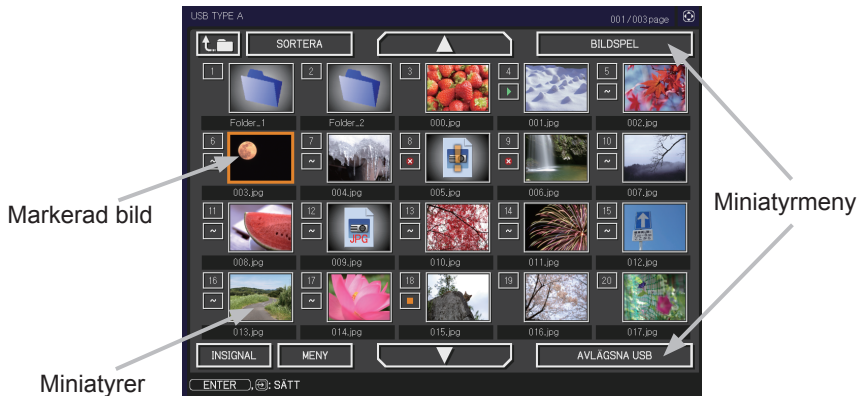 USB TYPE A 001/003page
SORTERA BILDSPEL
1 2 3 4 5
Folder_1 Folder_2 000.jpg 001.jpg 002.jpg
6 7 8 9 10
003.jpg 004.jpg 005.jpg 006.jpg 007.jpg
Markerad bild
Miniatyrmeny
11 12 13 14 15
JPG
008.jpg 009.jpg 010.jpg 011.jpg 012.jpg
16 17 18 19 20
013.jpg 014.jpg 015.jpg 016.jpg 017.jpg
INSIGNAL MENY AVLÄGSNA USB
Miniatyrer
ENTER , : SÄTT